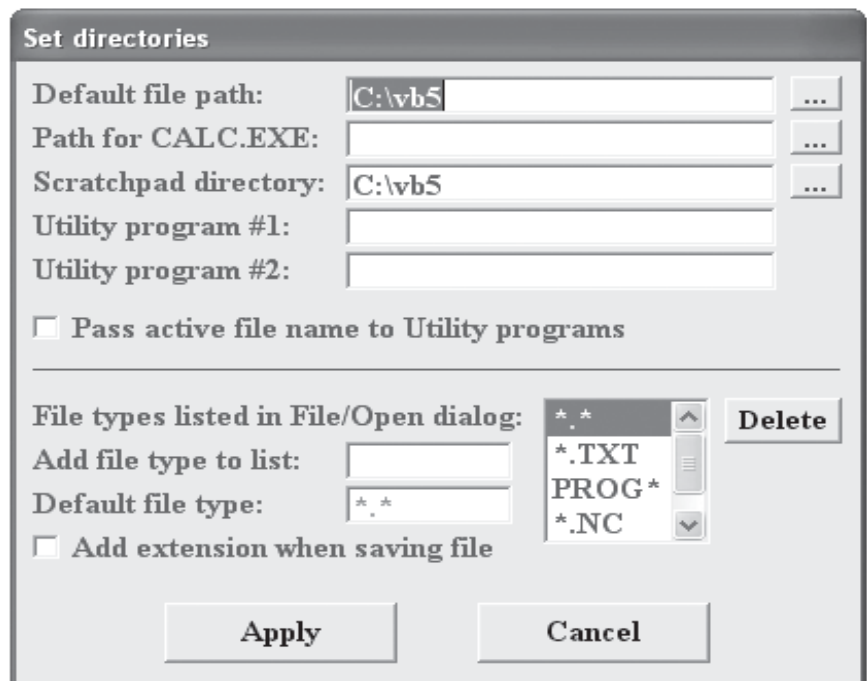 Set directories
Default file path: C:\vb5 ...
Path for CALC.EXE: ...
Scratchpad directory: C:\vb5 ...
Utility program #1:
Utility program #2:
Pass active file name to Utility programs
File types listed in File/Open dialog: *.* Delete
Add file type to list: *.TXT
Default file type: *.* PROG*
*.NC
Add extension when saving file
Apply Cancel